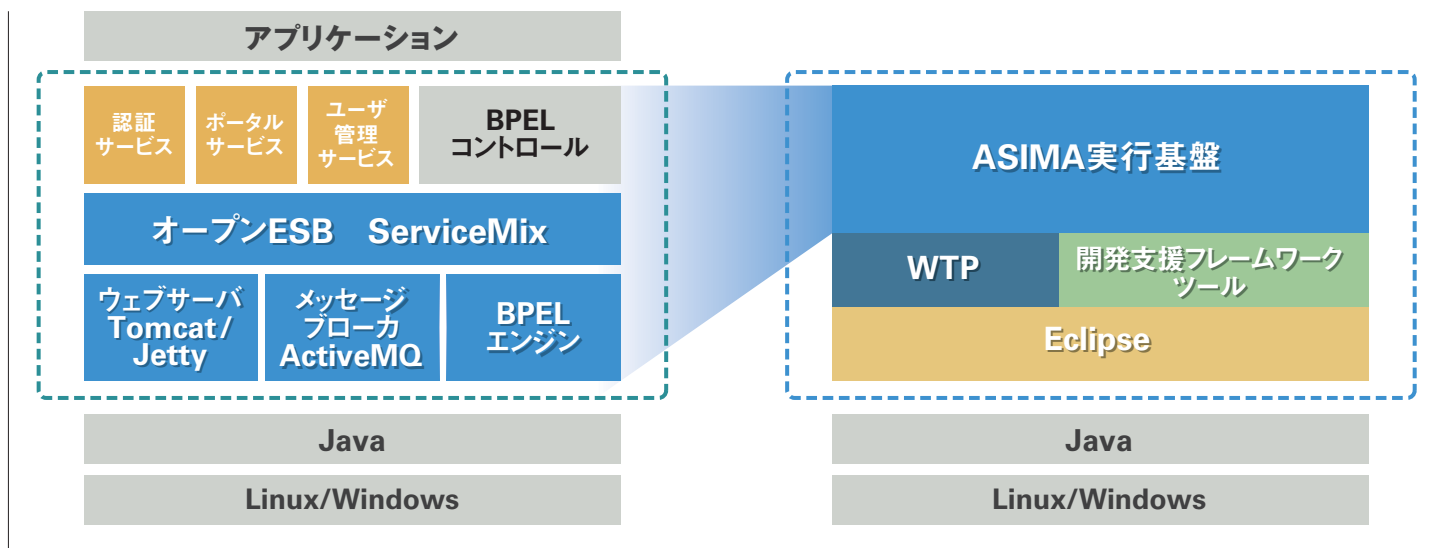 アプリケーション
認証
サービス
ポータル
サービス
ユーザ
管理
サービス
BPEL
コントロール
オープンESB ServiceMix
ウェブサーバ
Tomcat/
Jetty
メッセージ
ブローカ
ActiveMQ
BPEL
エンジン
Java
Linux/Windows
ASIMA実行基盤
WTP
開発支援フレームワーク
ツール
Eclipse
Java
Linux/Windows